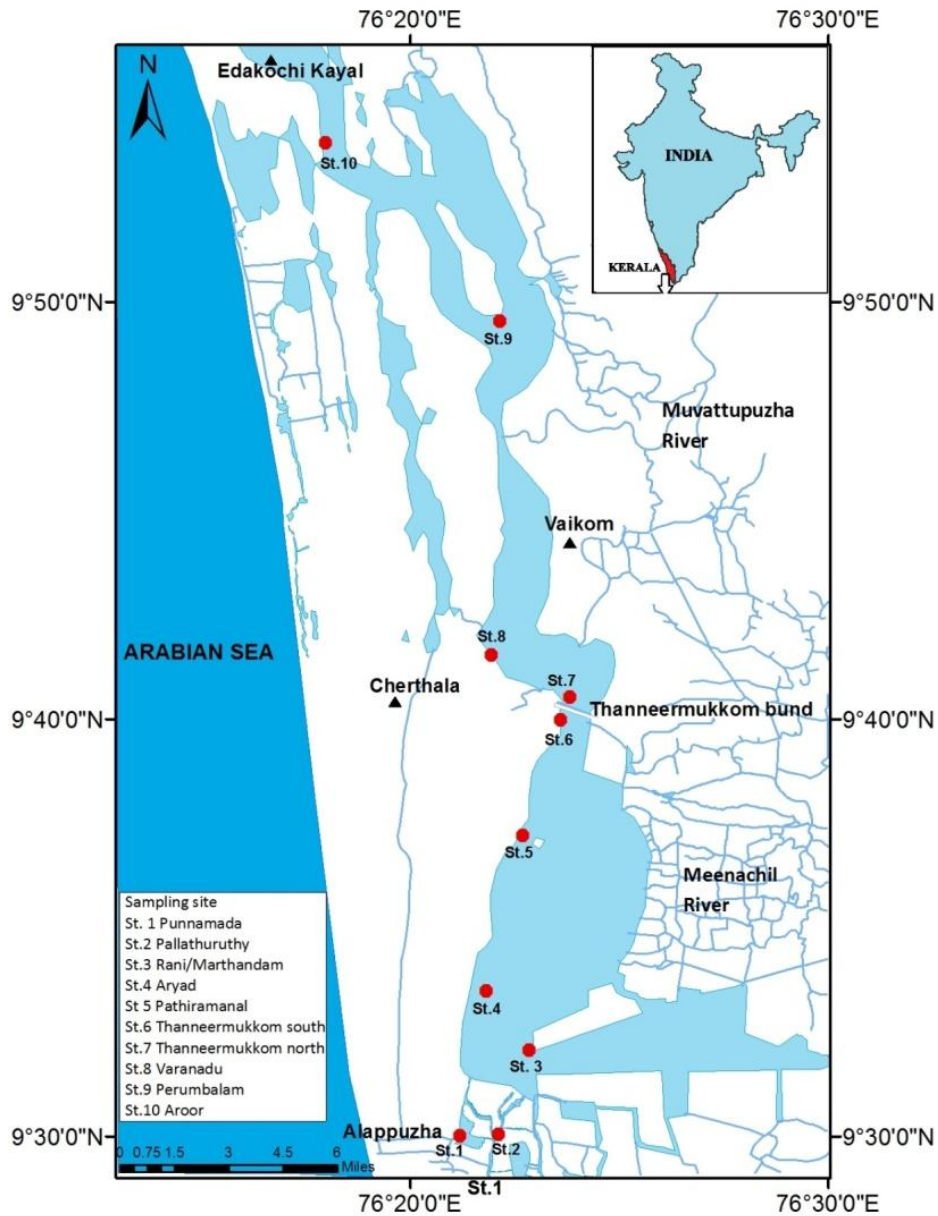 76°20'0"E
76°30'0"E
N
Edakochi Kayal
St.10
INDIA
KERALA
9°50'0"N
9°50'0"N
St.9
Muvattupuzha
River
Vaikom
St.8
ARABIAN SEA
Cherthala
St.7
Thanneermukkom bund
9°40'0"N
9°40'0"N
St.6
St.5
Meenachil
River
Sampling site
St. 1 Punnamada
St.2 Pallathuruthy
St.3 Rani/Marthandam
St.4 Aryad
St 5 Pathiramanal
St.6 Thanneermukkom south
St.7 Thanneermukkom north
St.8 Varanadu
St.9 Perumbalam
St.10 Aroor
St.4
St. 3
9°30'0"N
Alappuzha
9°30'0"N
St.1
St.2
0 0.75 1.5 3 4.5 6
Miles
St.1
76°20'0"E
76°30'0"E